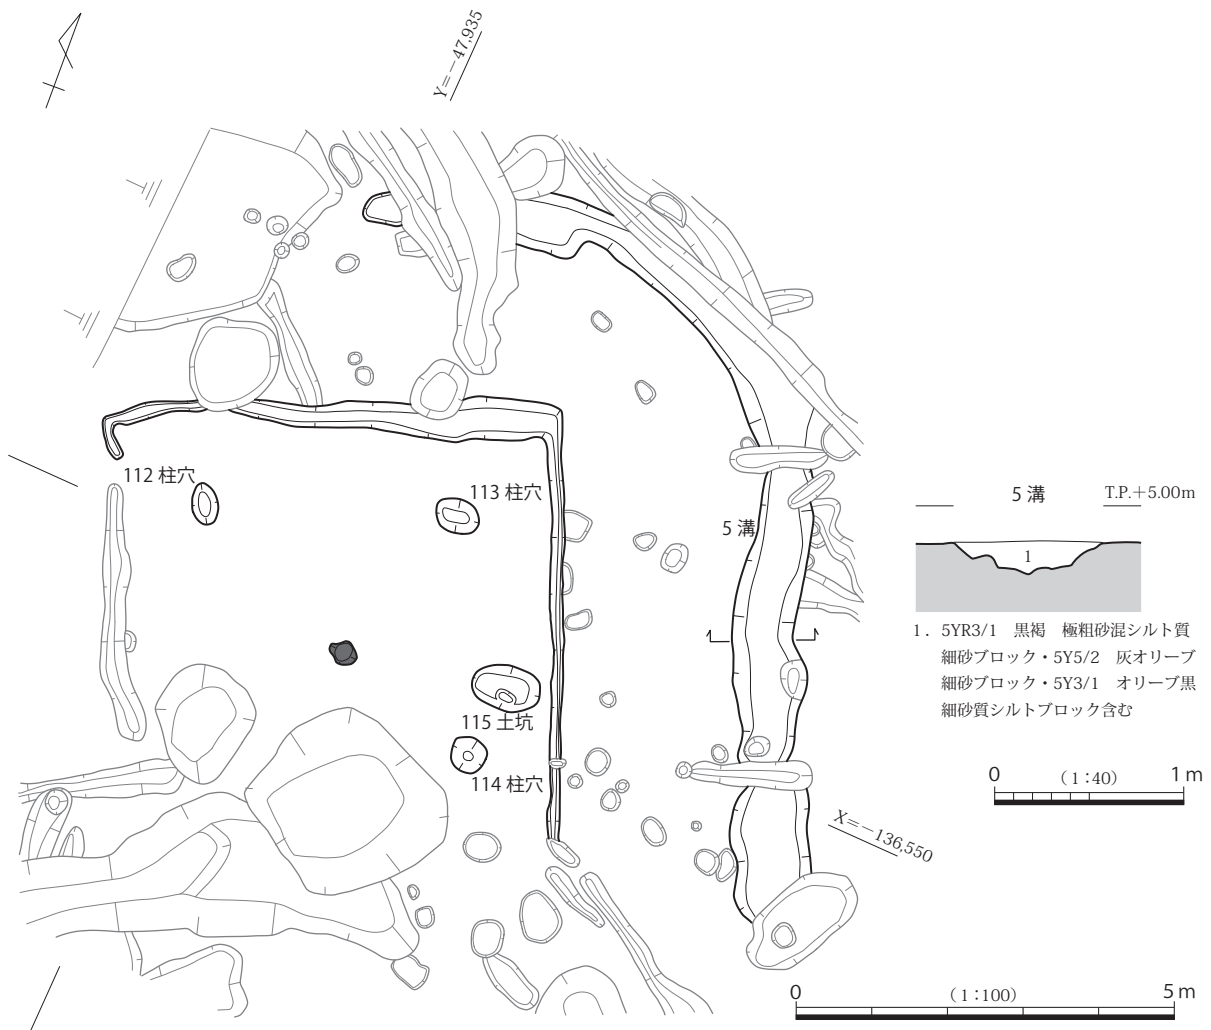 Y=－47,935
112 柱穴
113 柱穴
5 溝
115 土坑
114 柱穴
X=－136,550
5 溝
T.P.+5.00m
1
1．5YR3/1　黒褐　極粗砂混シルト質
細砂ブロック・5Y5/2　灰オリーブ
細砂ブロック・5Y3/1　オリーブ黒
細砂質シルトブロック含む
0 （1：40） 1 m
0 （1：100） 5 m